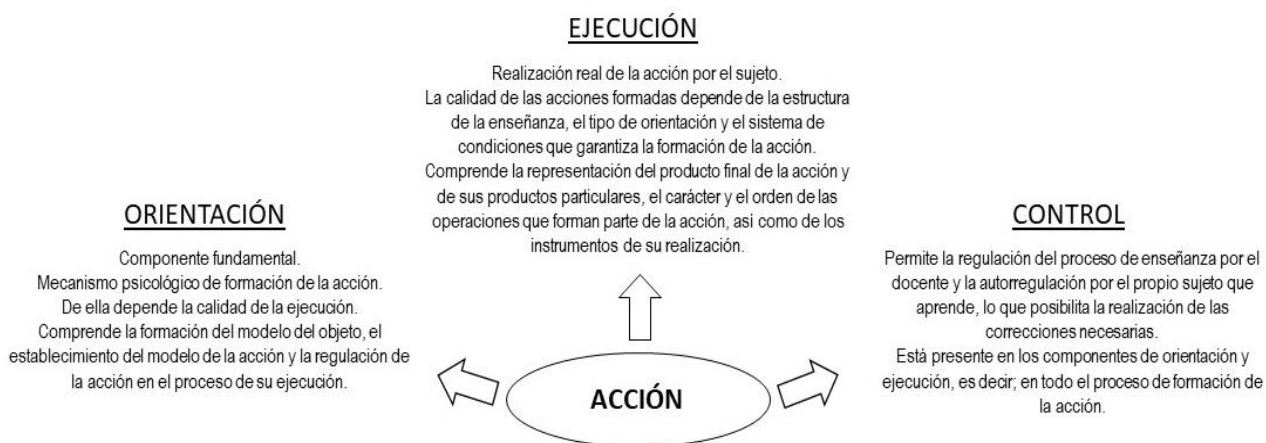 EJECUCIÓN
Realización real de la acción por el sujeto.
La calidad de las acciones formadas depende de la estructura
de la enseñanza, el tipo de orientación y el sistema de
condiciones que garantiza la formación de la acción.
Comprende la representación del producto final de la acción y
de sus productos particulares, el carácter y el orden de las
operaciones que forman parte de la acción, asi como de los
instrumentos de su realización.
ORIENTACIÓN
Componente fundamental.
Mecanismo psicológico de formación de la acción.
De ella depende la calidad de la ejecución.
Comprende la formación del modelo del objeto, el
establecimiento del modelo de la acción y la regulación de
la acción en el proceso de su ejecución.
CONTROL
Permite la regulación del proceso de enseñanza por el
docente y la autorregulación por el propio sujeto que
aprende, lo que posibilita la realización de las
correcciones necesarias.
Está presente en los componentes de orientación y
ejecución, es decir; en todo el proceso de formación de
la acción.
ACCIÓN